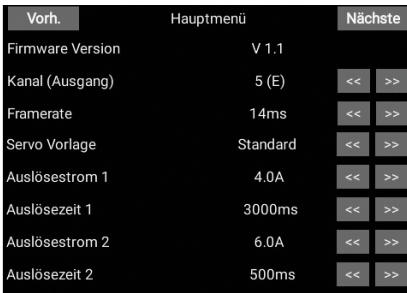 Vorh. Hauptmenü Nächste
Firmware Version V 1.1
Kanal (Ausgang) 5 (E) << >>
Framerate 14ms << >>
Servo Vorlage Standard << >>
Auslösestrom 1 4.0A << >>
Auslösezeit 1 3000ms << >>
Auslösestrom 2 6.0A << >>
Auslösezeit 2 500ms << >>